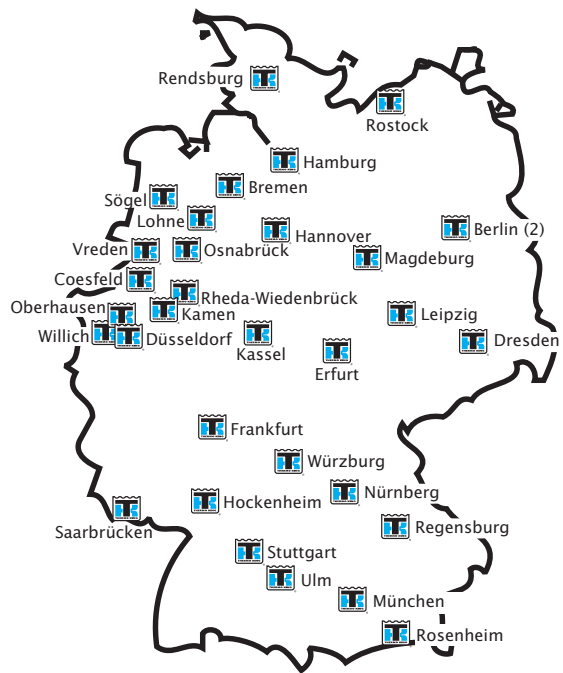 Rendsburg
Rostock
Hamburg
Bremen
Sögel
Lohne
Hannover
Berlin (2)
Vreden
Osnabrück
Magdeburg
Coesfeld
Rheda-Wiedenbrück
Oberhausen
Kamen
Leipzig
Willich
Düsseldorf
Kassel
Dresden
Erfurt
Frankfurt
Würzburg
Nürnberg
Hockenheim
Regensburg
Saarbrücken
Stuttgart
Ulm
München
Rosenheim